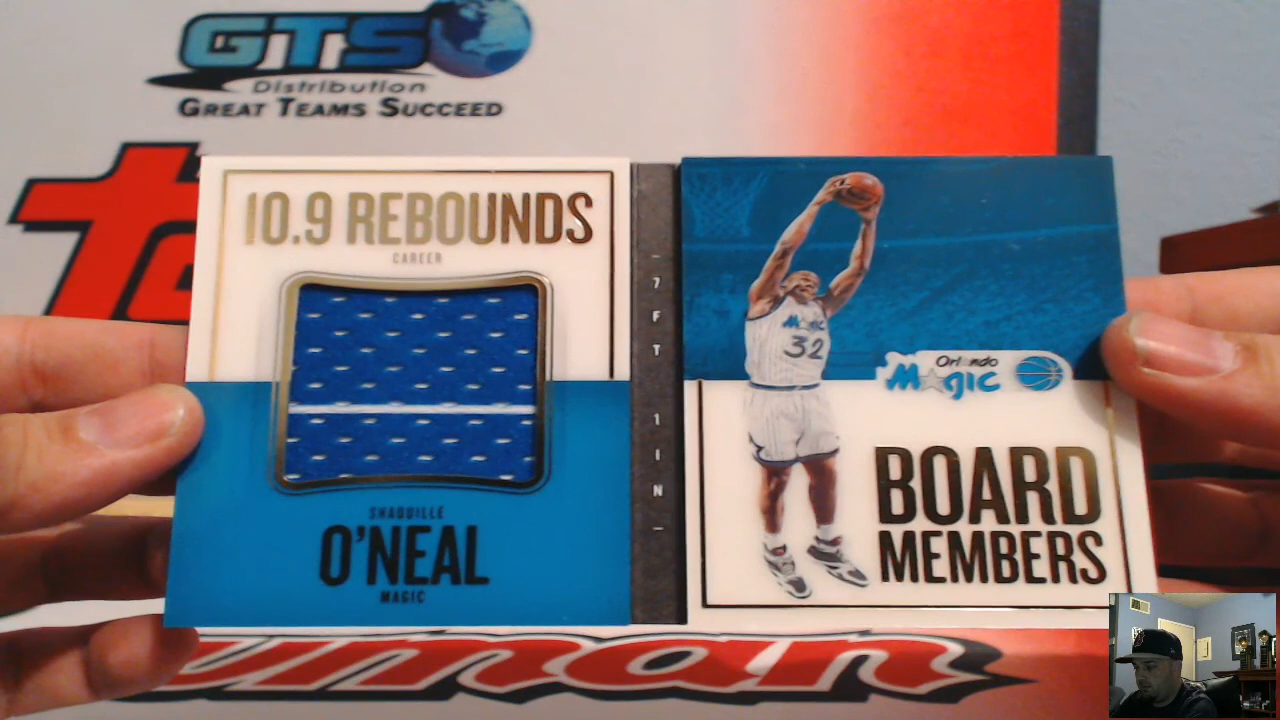 GTS
Distribution
GREAT TEAMS SUCCEED
10.9 REBOUNDS
CAREER
SHAQUILLE
O'NEAL
MAGIC
7 FT 1 IN
MAGIC
32
Orlando
Magic
BOARD
MEMBERS